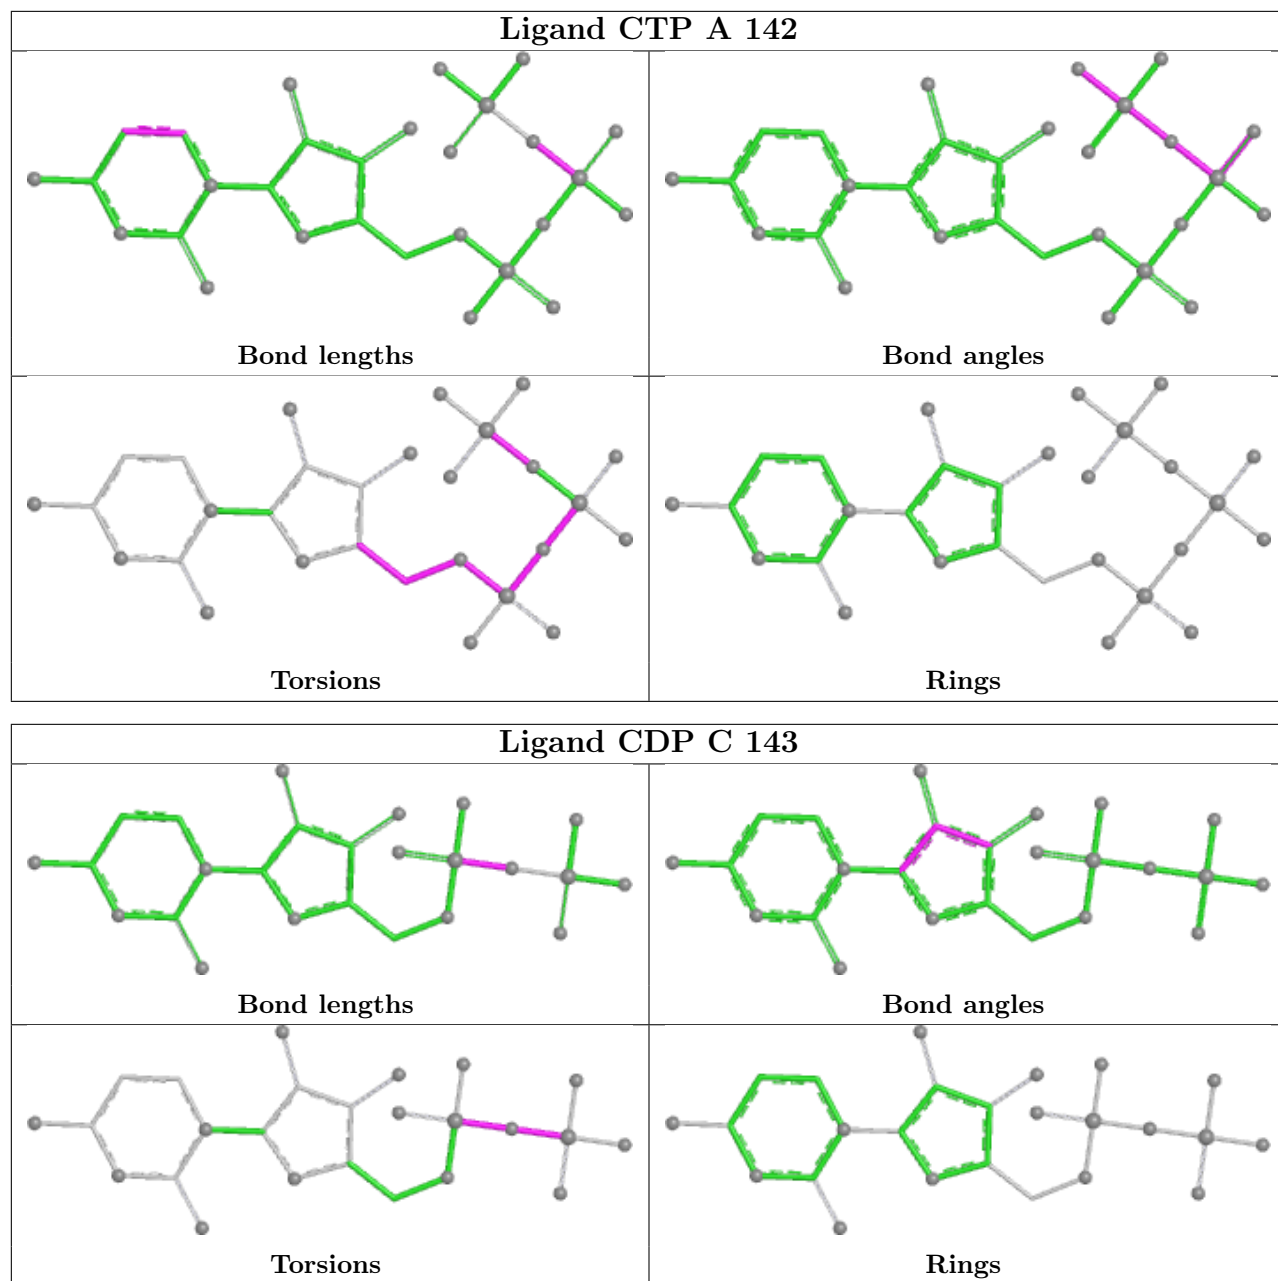 Ligand CTP A 142
Bond lengths
Bond angles
Torsions
Rings
Ligand CDP C 143
Bond lengths
Bond angles
Torsions
Rings